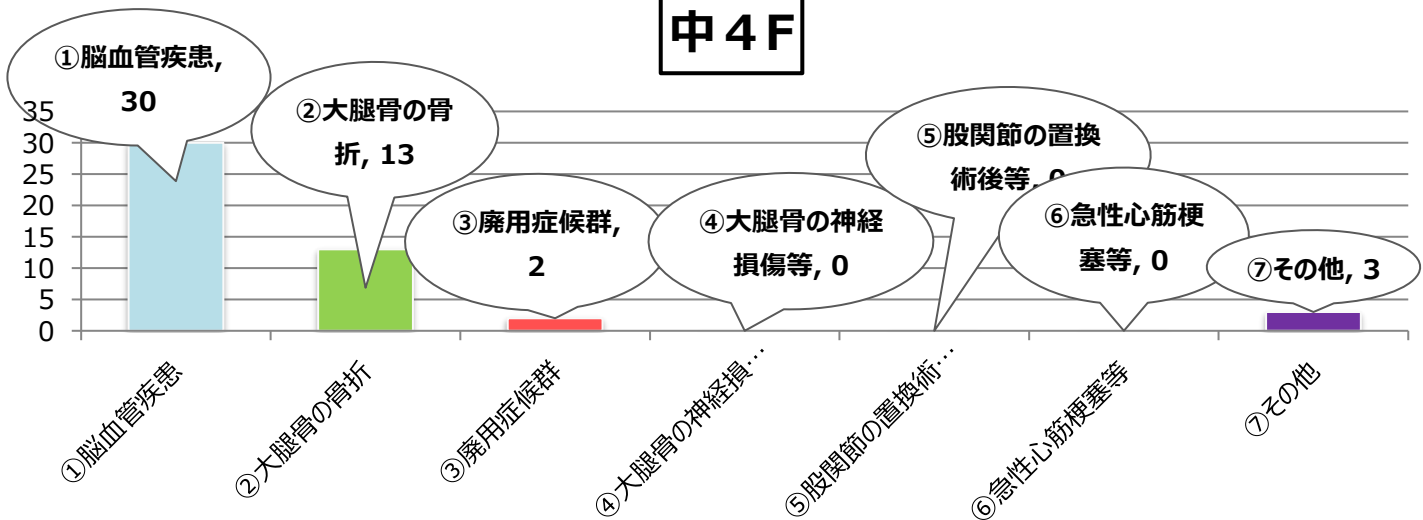 中４F
①脳血管疾患,
30
②大腿骨の骨
折, 13
③廃用症候群,
2
④大腿骨の神経
損傷等, 0
⑤股関節の置換
術後等, 0
⑥急性心筋梗
塞等, 0
⑦その他, 3
35
30
25
20
15
10
5
0
①脳血管疾患
②大腿骨の骨折
③廃用症候群
④大腿骨の神経損…
⑤股関節の置換術…
⑥急性心筋梗塞等
⑦その他